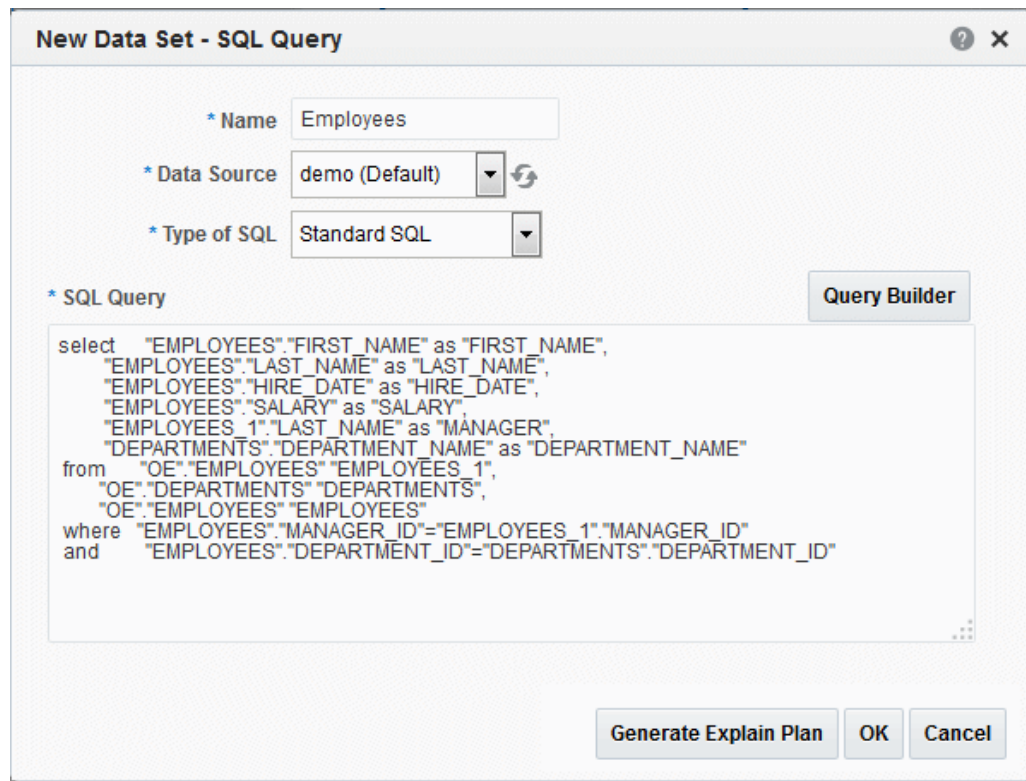 New Data Set - SQL Query
* Name Employees
* Data Source demo (Default)
* Type of SQL Standard SQL
* SQL Query Query Builder
select "EMPLOYEES"."FIRST_NAME" as "FIRST_NAME",
"EMPLOYEES"."LAST_NAME" as "LAST_NAME",
"EMPLOYEES"."HIRE_DATE" as "HIRE_DATE",
"EMPLOYEES"."SALARY" as "SALARY",
"EMPLOYEES_1"."LAST_NAME" as "MANAGER",
"DEPARTMENTS"."DEPARTMENT_NAME" as "DEPARTMENT_NAME"
from "OE"."EMPLOYEES" "EMPLOYEES_1",
"OE"."DEPARTMENTS" "DEPARTMENTS",
"OE"."EMPLOYEES" "EMPLOYEES"
where "EMPLOYEES"."MANAGER_ID"="EMPLOYEES_1"."MANAGER_ID"
and "EMPLOYEES"."DEPARTMENT_ID"="DEPARTMENTS"."DEPARTMENT_ID"
Generate Explain Plan OK Cancel